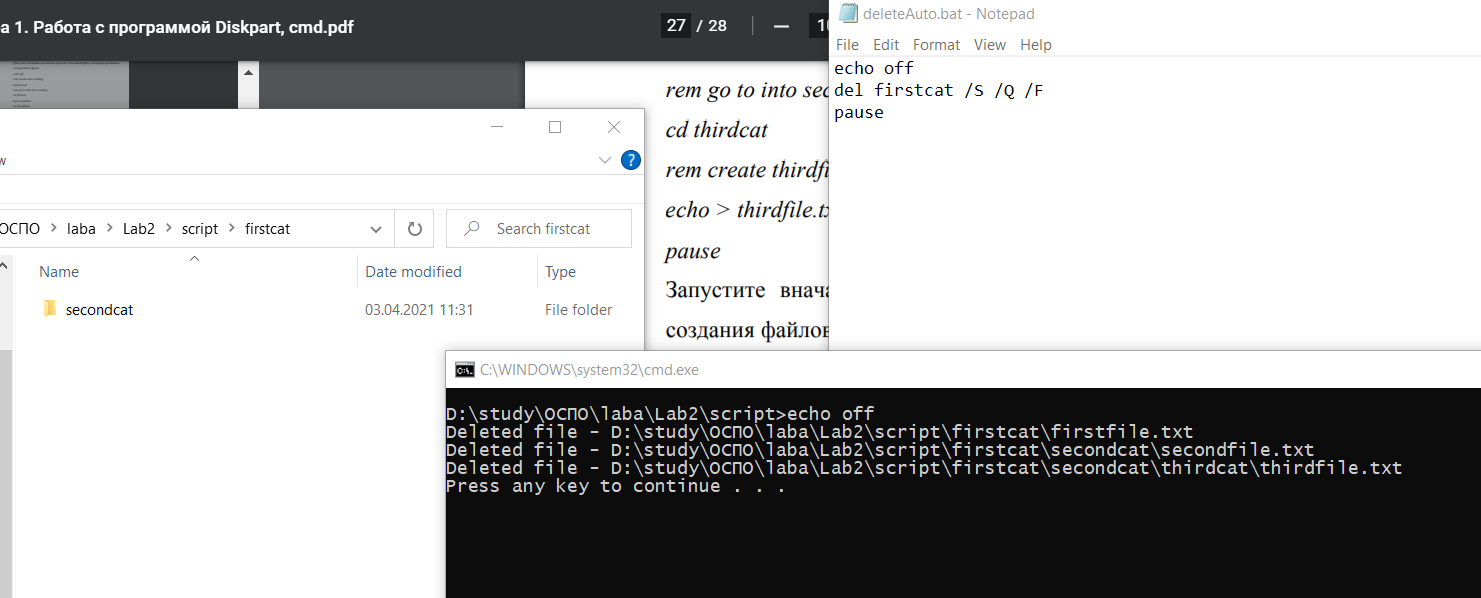 а 1. Работа с программой Diskpart, cmd.pdf
27 / 28
rem go to into sec
cd thirdcat
rem create thirdfi
echo > thirdfile.tx
pause
Запустите внача
создания файлов
deleteAuto.bat - Notepad
File Edit Format View Help
echo off
del firstcat /S /Q /F
pause
w
?
ОСПО > laba > Lab2 > script > firstcat
Search firstcat
Name Date modified Type
secondcat 03.04.2021 11:31 File folder
C:\WINDOWS\system32\cmd.exe
D:\study\ОСПО\laba\Lab2\script>echo off
Deleted file - D:\study\ОСПО\laba\Lab2\script\firstcat\firstfile.txt
Deleted file - D:\study\ОСПО\laba\Lab2\script\firstcat\secondcat\secondfile.txt
Deleted file - D:\study\ОСПО\laba\Lab2\script\firstcat\secondcat\thirdcat\thirdfile.txt
Press any key to continue . . .